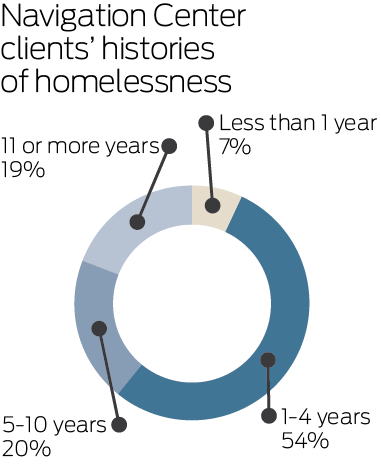 Navigation Center
clients’ histories
of homelessness
Less than 1 year
7%
11 or more years
19%
5-10 years
20%
1-4 years
54%